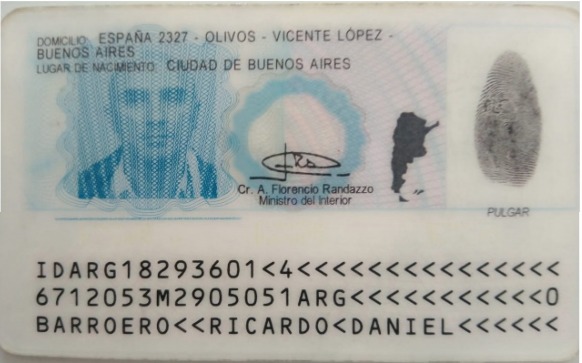 DOMICILIO: ESPAÑA 2327 - OLIVOS - VICENTE LÓPEZ -
BUENOS AIRES
LUGAR DE NACIMIENTO: CIUDAD DE BUENOS AIRES
Cr. A. Florencio Randazzo
Ministro del Interior
PULGAR
IDARG18293601<4<<<<<<<<<<<<<<<
6712053M2905051ARG<<<<<<<<<<<0
BARROERO<<RICARDO<DANIEL<<<<<<